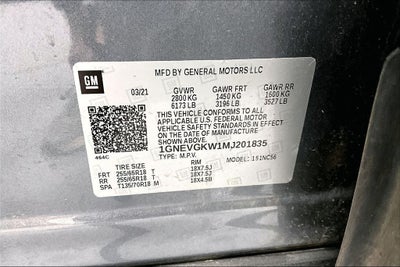 GM
MFD BY GENERAL MOTORS LLC
03/21 GVWR GAWR FRT GAWR RR
2800 KG 1450 KG 1600 KG
6173 LB 3196 LB 3527 LB
THIS VEHICLE CONFORMS TO ALL
APPLICABLE U.S. FEDERAL MOTOR
VEHICLE SAFETY STANDARDS IN EFFECT
ON THE DATE OF MANUFACTURE
SHOWN ABOVE.
1GNEVGKW1MJ201835
464C TYPE: M.P.V. MODEL: 1S1NC56
TIRE SIZE RIM
FRT 255/65R18 T 18X7.5J
RR 255/65R18 T 18X7.5J
SPA T135/70R18 M 18X4.5B